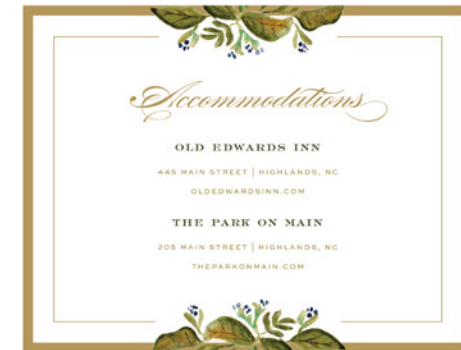 Accommodations
OLD EDWARDS INN
445 MAIN STREET | HIGHLANDS, NC
OLDEDWARDSINN.COM
THE PARK ON MAIN
205 MAIN STREET | HIGHLANDS, NC
THEPARKONMAIN.COM